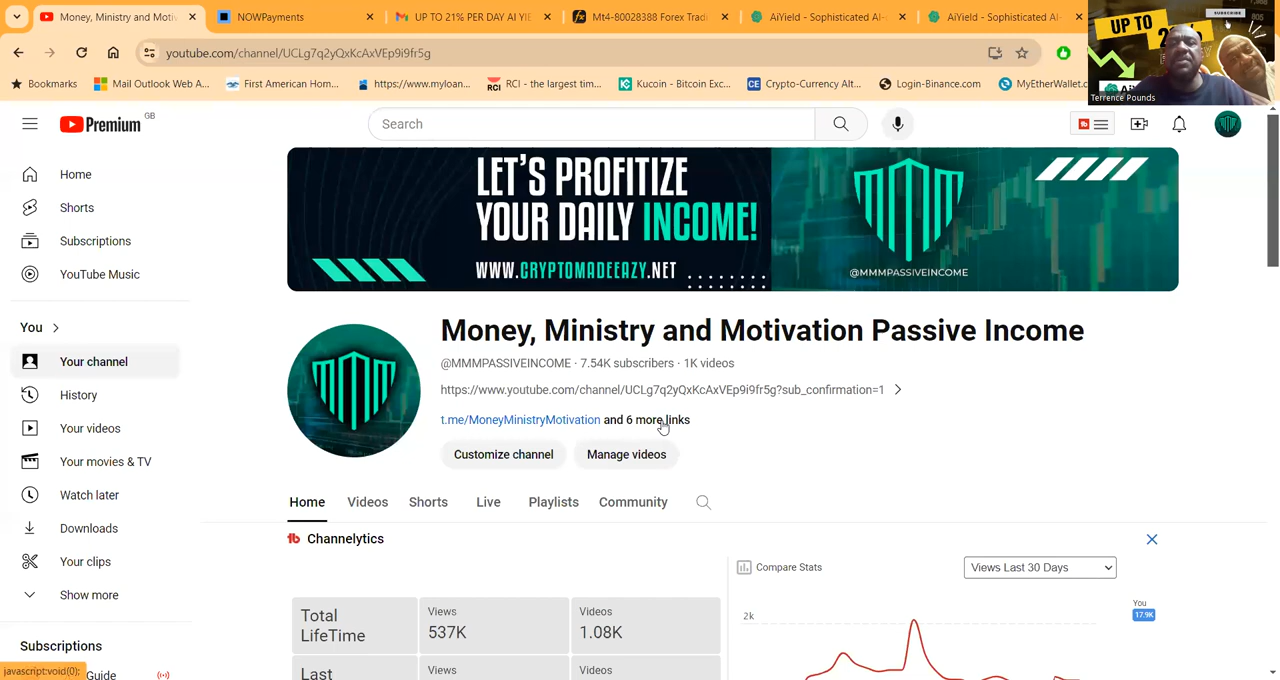 Money, Ministry and Motiv
NOWPayments
UP TO 21% PER DAY AI YIE
Mt4-80028388 Forex Trad
AiYield - Sophisticated AI-
AiYield - Sophisticated AI-
youtube.com/channel/UCLg7q2yQxKcAxVEp9i9fr5g
Bookmarks
Mail Outlook Web A...
First American Hom...
https://www.myloan...
RCI - the largest tim...
Kucoin - Bitcoin Exc...
Crypto-Currency Alt...
Login-Binance.com
MyEtherWallet.c
UP TO
SUBSCRIBE
Terrence Pounds
Premium GB
Search
Home
Shorts
Subscriptions
YouTube Music
You
Your channel
History
Your videos
Your movies & TV
Watch later
Downloads
Your clips
Show more
Subscriptions
Guide
javascript:void(0);
LET'S PROFITIZE
YOUR DAILY INCOME!
WWW.CRYPTOMADEEAZY.NET
@MMMPASSIVEINCOME
Money, Ministry and Motivation Passive Income
@MMMPASSIVEINCOME · 7.54K subscribers · 1K videos
https://www.youtube.com/channel/UCLg7q2yQxKcAxVEp9i9fr5g?sub_confirmation=1
t.me/MoneyMinistryMotivation and 6 more links
Customize channel
Manage videos
Home Videos Shorts Live Playlists Community
Channelytics
Compare Stats
Views Last 30 Days
Total
LifeTime
Views
537K
Videos
1.08K
Last
Views
Videos
2k
You
17.9K